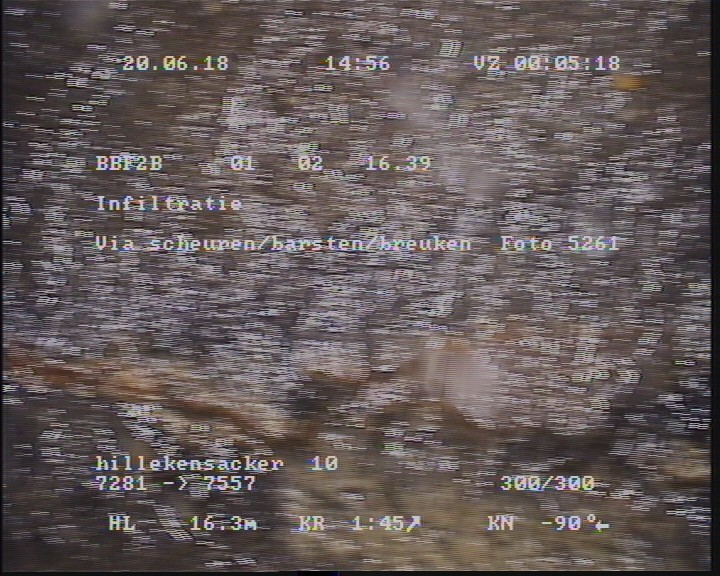 20.06.18 14:56 VZ 00:05:18
BBF2B 01 02 16.39
Infiltratie
Via scheuren/barsten/breuken Foto 5261
hillekensacker 10
7281 -> 7557 300/300
HL 16.3m KR 1:45↗ KN -90°←